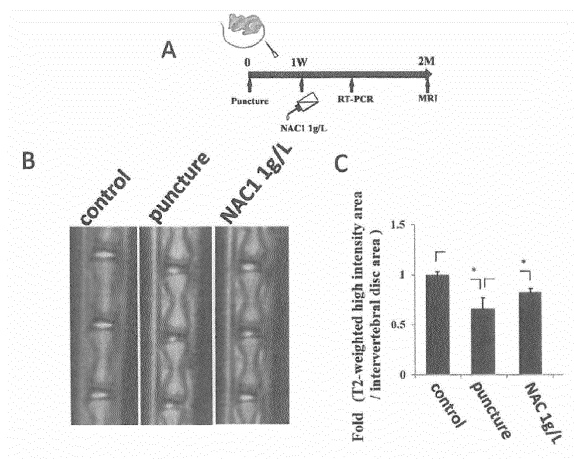 A
0 1W 2M
Puncture RT-PCR MRI
NAC1 1g/L
B
control puncture NAC1 1g/L
C
Fold (T2-weighted high intensity area
/ intervertebral disc area )
1.5
1
0.5
0
* *
control puncture NAC 1g/L